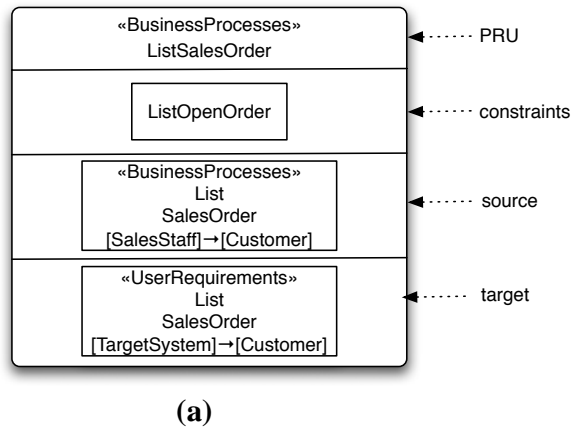 «BusinessProcesses»
ListSalesOrder
PRU
ListOpenOrder
constraints
«BusinessProcesses»
List
SalesOrder
[SalesStaff]→[Customer]
source
«UserRequirements»
List
SalesOrder
[TargetSystem]→[Customer]
target
(a)